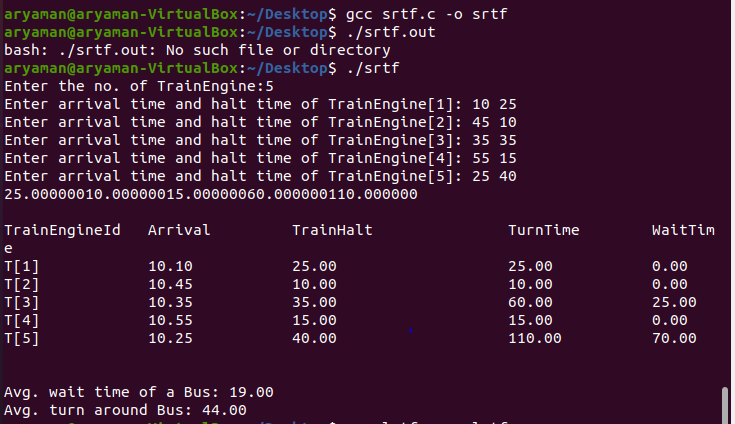 aryaman@aryaman-VirtualBox:~/Desktop$ gcc srtf.c -o srtf
aryaman@aryaman-VirtualBox:~/Desktop$ ./srtf.out
bash: ./srtf.out: No such file or directory
aryaman@aryaman-VirtualBox:~/Desktop$ ./srtf
Enter the no. of TrainEngine:5
Enter arrival time and halt time of TrainEngine[1]: 10 25
Enter arrival time and halt time of TrainEngine[2]: 45 10
Enter arrival time and halt time of TrainEngine[3]: 35 35
Enter arrival time and halt time of TrainEngine[4]: 55 15
Enter arrival time and halt time of TrainEngine[5]: 25 40
25.00000010.00000015.00000060.000000110.000000
TrainEngineId Arrival TrainHalt TurnTime WaitTim
e
T[1] 10.10 25.00 25.00 0.00
T[2] 10.45 10.00 10.00 0.00
T[3] 10.35 35.00 60.00 25.00
T[4] 10.55 15.00 15.00 0.00
T[5] 10.25 40.00 110.00 70.00
Avg. wait time of a Bus: 19.00
Avg. turn around Bus: 44.00